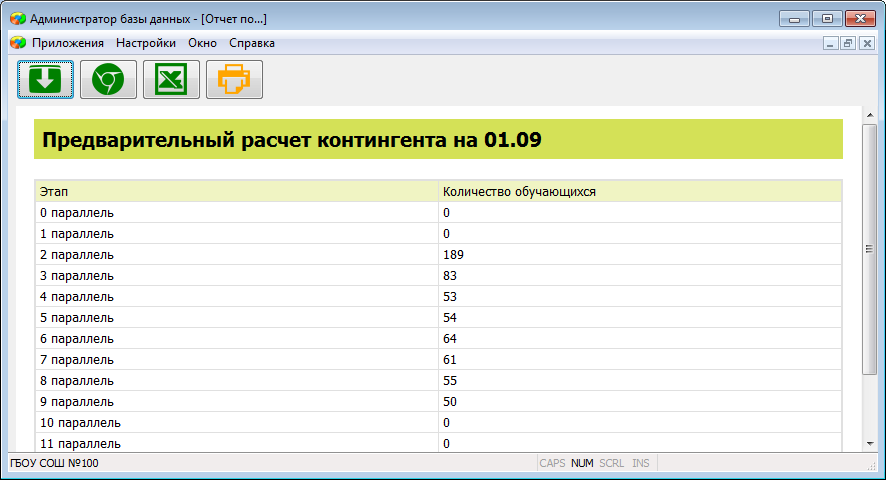 Администратор базы данных - [Отчет по...]
Приложения Настройки Окно Справка
Предварительный расчет контингента на 01.09
Этап Количество обучающихся
0 параллель 0
1 параллель 0
2 параллель 189
3 параллель 83
4 параллель 53
5 параллель 54
6 параллель 64
7 параллель 61
8 параллель 55
9 параллель 50
10 параллель 0
11 параллель 0
ГБОУ СОШ №100 CAPS NUM SCRL INS